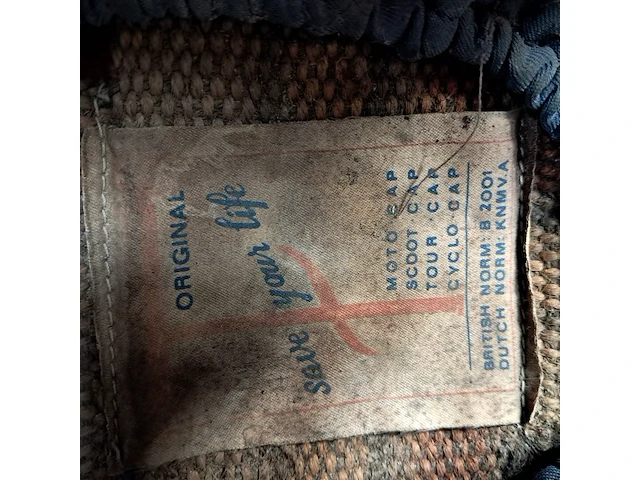 ORIGINAL
save your life
MOTO CAP
SCOOT CAP
TOUR CAP
CYCLO CAP
BRITISH NORM: B 2001
DUTCH NORM: KNMV.A